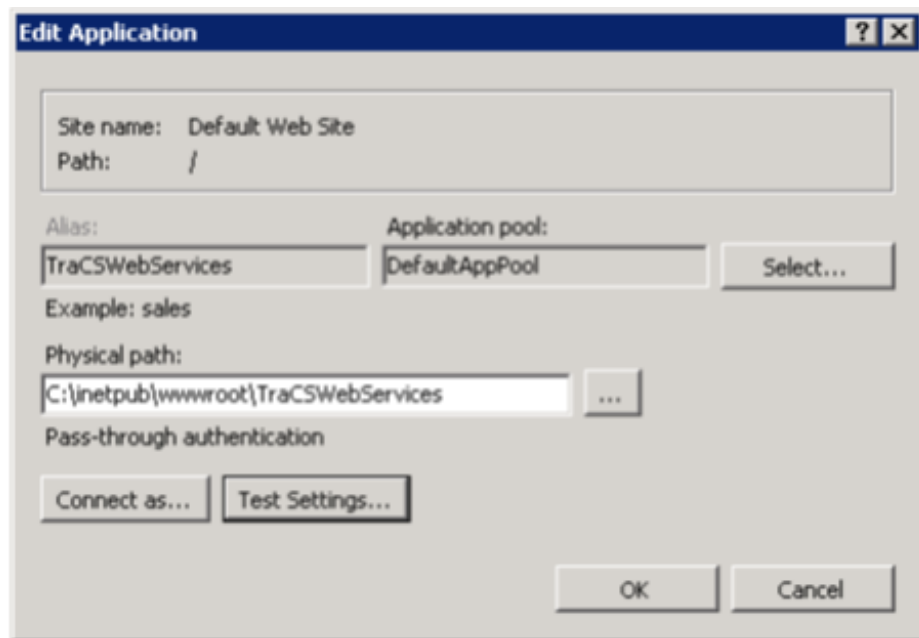 Edit Application
Site name: Default Web Site
Path: /
Alias: Application pool:
TraCSWebServices DefaultAppPool Select...
Example: sales
Physical path:
C:\inetpub\wwwroot\TraCSWebServices ...
Pass-through authentication
Connect as... Test Settings...
OK Cancel